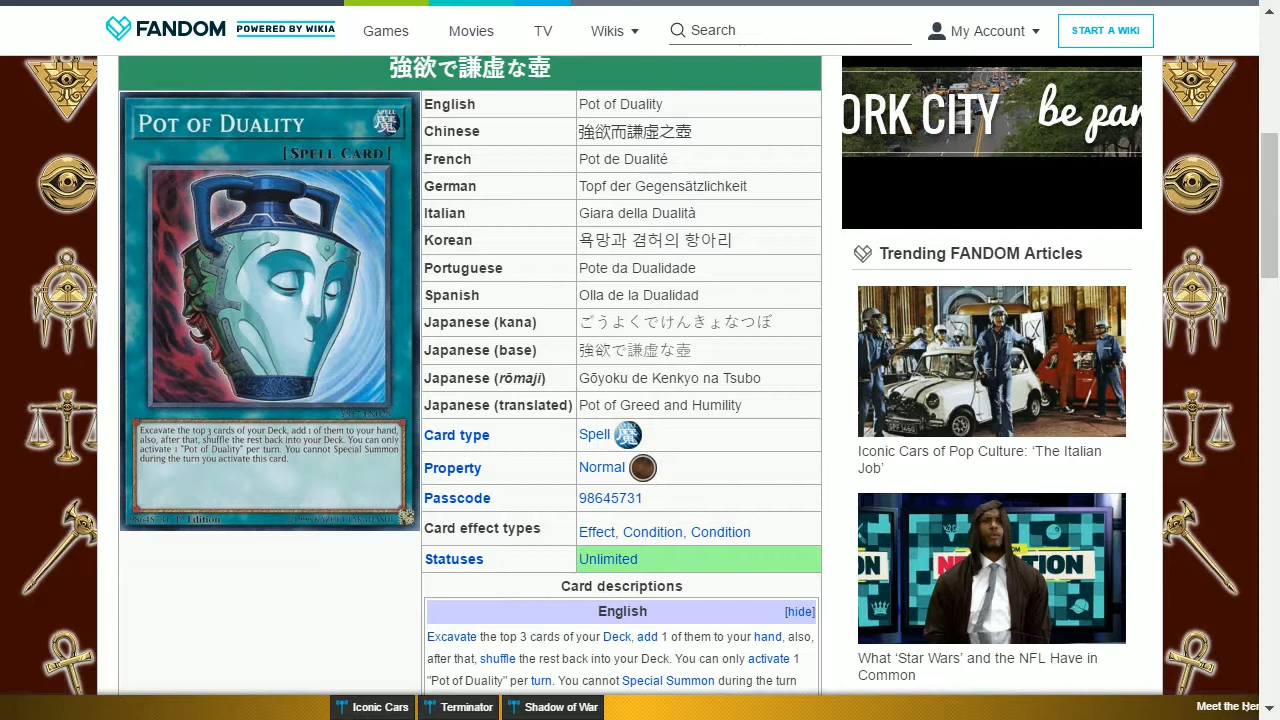 FANDOM POWERED BY WIKIA
Games
Movies
TV
Wikis
Search
My Account
START A WIKI
強欲で謙虚な壺
POT OF DUALITY
SPELL
魔
[SPELL CARD]
Excavate the top 3 cards of your Deck, add 1 of them to your hand,
also, after that, shuffle the rest back into your Deck. You can only
activate 1 "Pot of Duality" per turn. You cannot Special Summon
during the turn you activate this card.
98645731 1st Edition
English Pot of Duality
Chinese 強欲而謙虛之壺
French Pot de Dualité
German Topf der Gegensätzlichkeit
Italian Giara della Dualità
Korean 욕망과 겸허의 항아리
Portuguese Pote da Dualidade
Spanish Olla de la Dualidad
Japanese (kana) ごうよくでけんきょなつぼ
Japanese (base) 強欲で謙虚な壺
Japanese (rōmaji) Gōyoku de Kenkyo na Tsubo
Japanese (translated) Pot of Greed and Humility
Card type Spell 魔
Property Normal
Passcode 98645731
Card effect types Effect, Condition, Condition
Statuses Unlimited
Card descriptions
English [hide]
Excavate the top 3 cards of your Deck, add 1 of them to your hand, also,
after that, shuffle the rest back into your Deck. You can only activate 1
"Pot of Duality" per turn. You cannot Special Summon during the turn
ORK CITY be par
Trending FANDOM Articles
Iconic Cars of Pop Culture: ‘The Italian
Job’
What ‘Star Wars’ and the NFL Have in
Common
Iconic Cars
Terminator
Shadow of War
Meet the Her